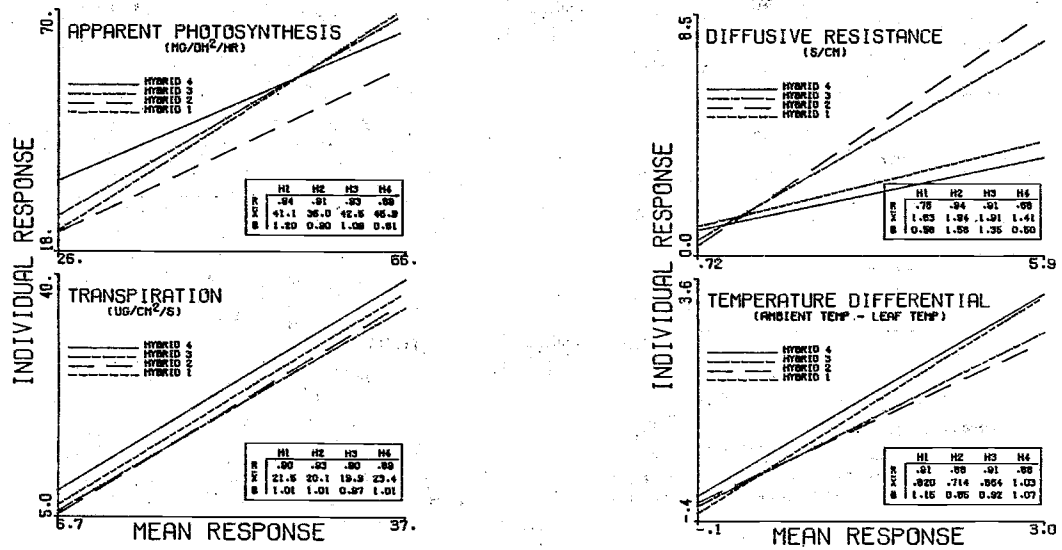 70.
APPARENT PHOTOSYNTHESIS
(MG/DM²/HR)
HYBRID 4
HYBRID 3
HYBRID 2
HYBRID 1
H1 H2 H3 H4
R .94 .91 .93 .89
X̄ 41.1 36.0 42.5 45.9
B 1.20 0.90 1.09 0.81
18.
26. 66.
INDIVIDUAL RESPONSE
40.
TRANSPIRATION
(UG/CM²/S)
HYBRID 4
HYBRID 3
HYBRID 2
HYBRID 1
H1 H2 H3 H4
R .90 .93 .90 .89
X̄ 21.5 20.1 19.9 23.4
B 1.01 1.01 0.97 1.01
5.0
6.7 37.
MEAN RESPONSE
8.5
DIFFUSIVE RESISTANCE
(S/CM)
HYBRID 4
HYBRID 3
HYBRID 2
HYBRID 1
H1 H2 H3 H4
R .76 .94 .91 .68
X̄ 1.63 1.94 1.91 1.41
B 0.58 1.58 1.35 0.50
0.0
.72 5.9
INDIVIDUAL RESPONSE
3.6
TEMPERATURE DIFFERENTIAL
(AMBIENT TEMP.- LEAF TEMP)
HYBRID 4
HYBRID 3
HYBRID 2
HYBRID 1
H1 H2 H3 H4
R .91 .88 .91 .88
X̄ .820 .714 .864 1.03
B 1.15 0.85 0.92 1.07
-.4
-.1 3.0
MEAN RESPONSE